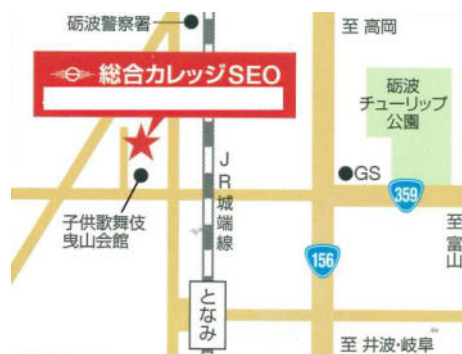 砺波警察署
至 高岡
総合カレッジSEO
砺波
チューリップ
公園
GS
JR城端線
359
子供歌舞伎
曳山会館
至 富山
156
となみ
至 井波・岐阜